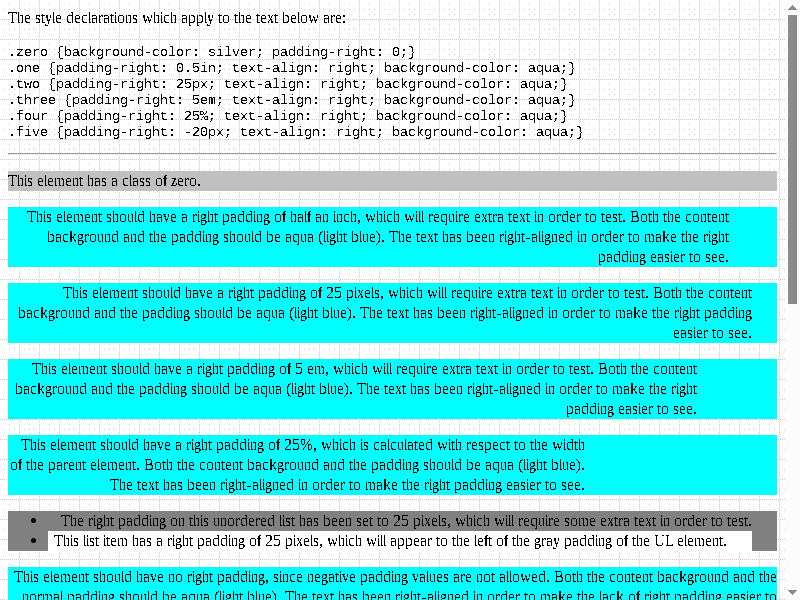 The style declarations which apply to the text below are:
.zero {background-color: silver; padding-right: 0;}
.one {padding-right: 0.5in; text-align: right; background-color: aqua;}
.two {padding-right: 25px; text-align: right; background-color: aqua;}
.three {padding-right: 5em; text-align: right; background-color: aqua;}
.four {padding-right: 25%; text-align: right; background-color: aqua;}
.five {padding-right: -20px; text-align: right; background-color: aqua;}
This element has a class of zero.
This element should have a right padding of half an inch, which will require extra text in order to test. Both the content
background and the padding should be aqua (light blue). The text has been right-aligned in order to make the right
padding easier to see.
This element should have a right padding of 25 pixels, which will require extra text in order to test. Both the content
background and the padding should be aqua (light blue). The text has been right-aligned in order to make the right padding
easier to see.
This element should have a right padding of 5 em, which will require extra text in order to test. Both the content
background and the padding should be aqua (light blue). The text has been right-aligned in order to make the right
padding easier to see.
This element should have a right padding of 25%, which is calculated with respect to the width
of the parent element. Both the content background and the padding should be aqua (light blue).
The text has been right-aligned in order to make the right padding easier to see.
• The right padding on this unordered list has been set to 25 pixels, which will require some extra text in order to test.
• This list item has a right padding of 25 pixels, which will appear to the left of the gray padding of the UL element.
This element should have no right padding, since negative padding values are not allowed. Both the content background and the
normal padding should be aqua (light blue). The text has been right-aligned in order to make the lack of right padding easier to